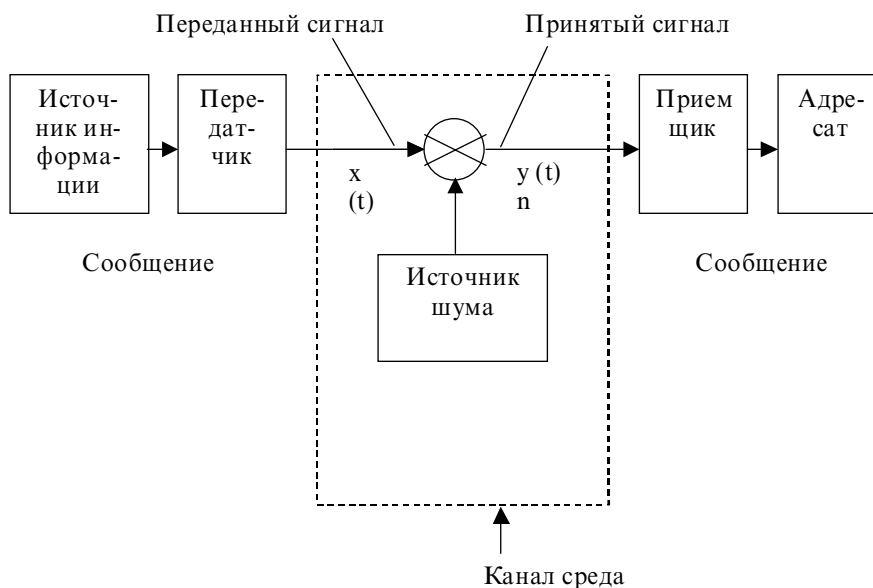 Переданный сигнал
Принятый сигнал
Источ-
ник ин-
форма-
ции
Пере-
дат-
чик
Прием
щик
Адре-
сат
x
(t)
y (t)
n
Сообщение
Источник
шума
Сообщение
Канал среда